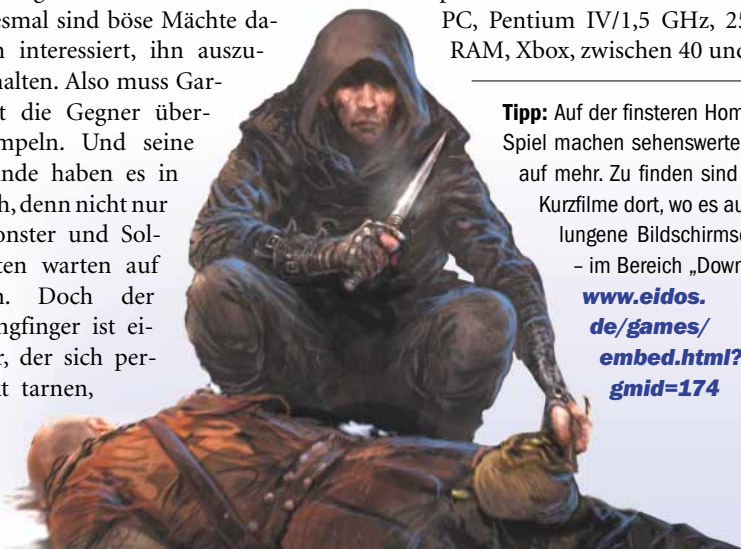 esmal sind böse Mächte da-
interessiert, ihn auszu-
alten. Also muss Gar-
t die Gegner über-
mpeln. Und seine
nde haben es in
h, denn nicht nur
onster und Sol-
ten warten auf
n. Doch der
ngfinger ist ei-
r, der sich per-
t tarnen,
PC, Pentium IV/1,5 GHz, 25
RAM, Xbox, zwischen 40 und
Tipp: Auf der finsteren Hom
Spiel machen sehenswerte
auf mehr. Zu finden sind
Kurzfilme dort, wo es au
lungene Bildschirmsc
– im Bereich „Down
www.eidos.
de/games/
embed.html?
gmid=174